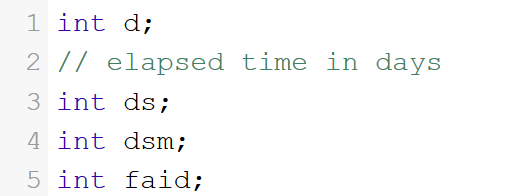 1 int d;
2 // elapsed time in days
3 int ds;
4 int dsm;
5 int faid;